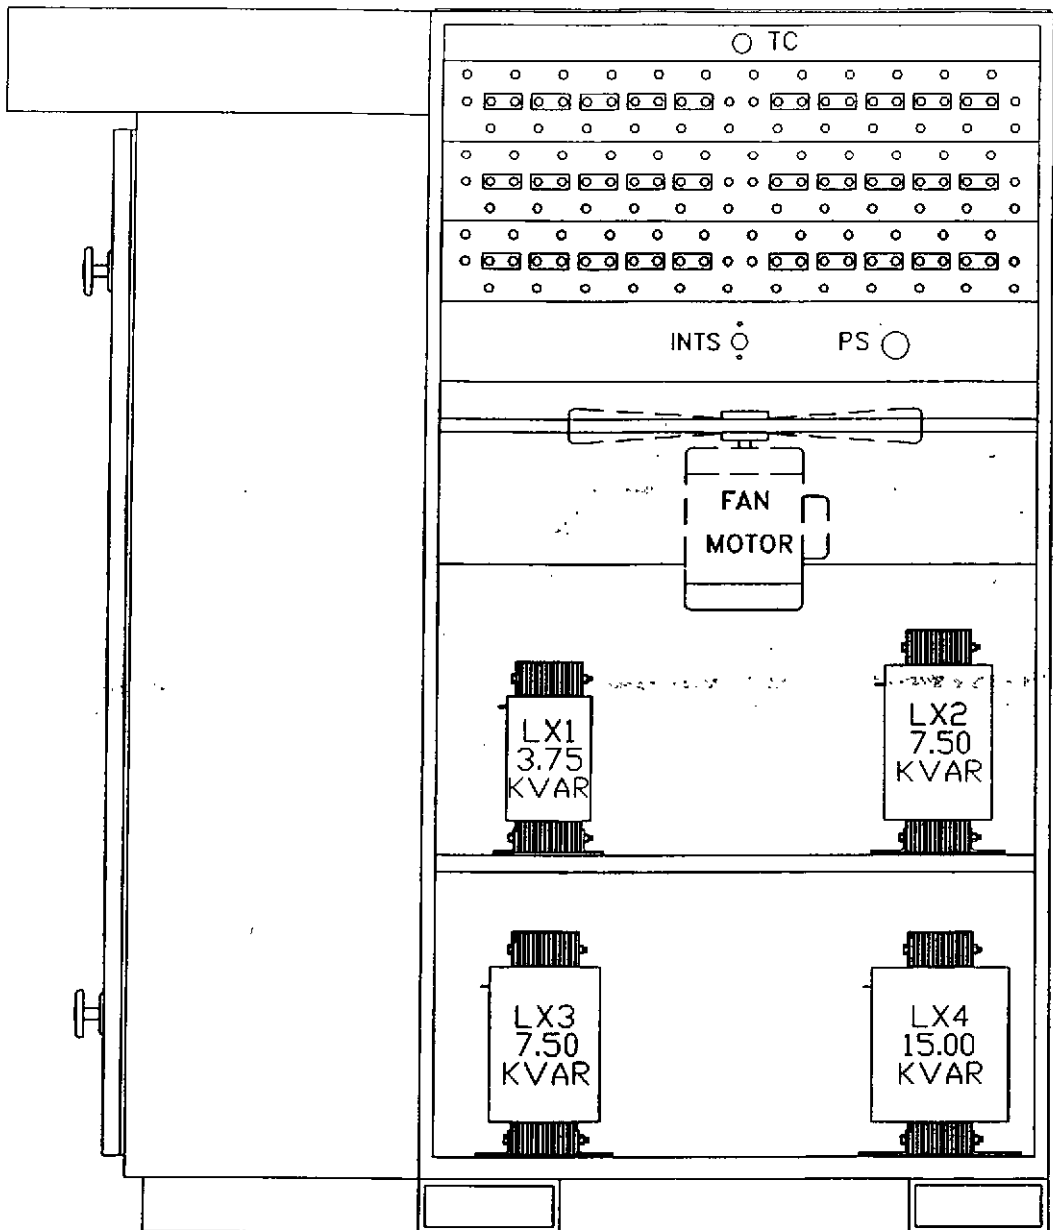 TC
INTS
PS
FAN
MOTOR
LX1
3.75
KVAR
LX2
7.50
KVAR
LX3
7.50
KVAR
LX4
15.00
KVAR